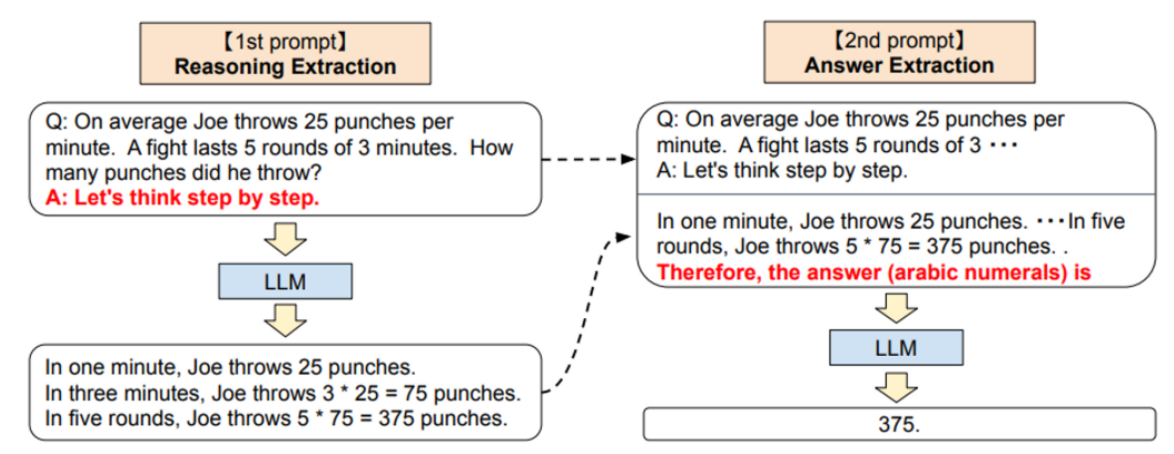 【1st prompt】
Reasoning Extraction
Q: On average Joe throws 25 punches per
minute. A fight lasts 5 rounds of 3 minutes. How
many punches did he throw?
A: Let's think step by step.
LLM
In one minute, Joe throws 25 punches.
In three minutes, Joe throws 3 * 25 = 75 punches.
In five rounds, Joe throws 5 * 75 = 375 punches.
【2nd prompt】
Answer Extraction
Q: On average Joe throws 25 punches per
minute. A fight lasts 5 rounds of 3 ･･･
A: Let's think step by step.
In one minute, Joe throws 25 punches. ･･･In five
rounds, Joe throws 5 * 75 = 375 punches. .
Therefore, the answer (arabic numerals) is
LLM
375.